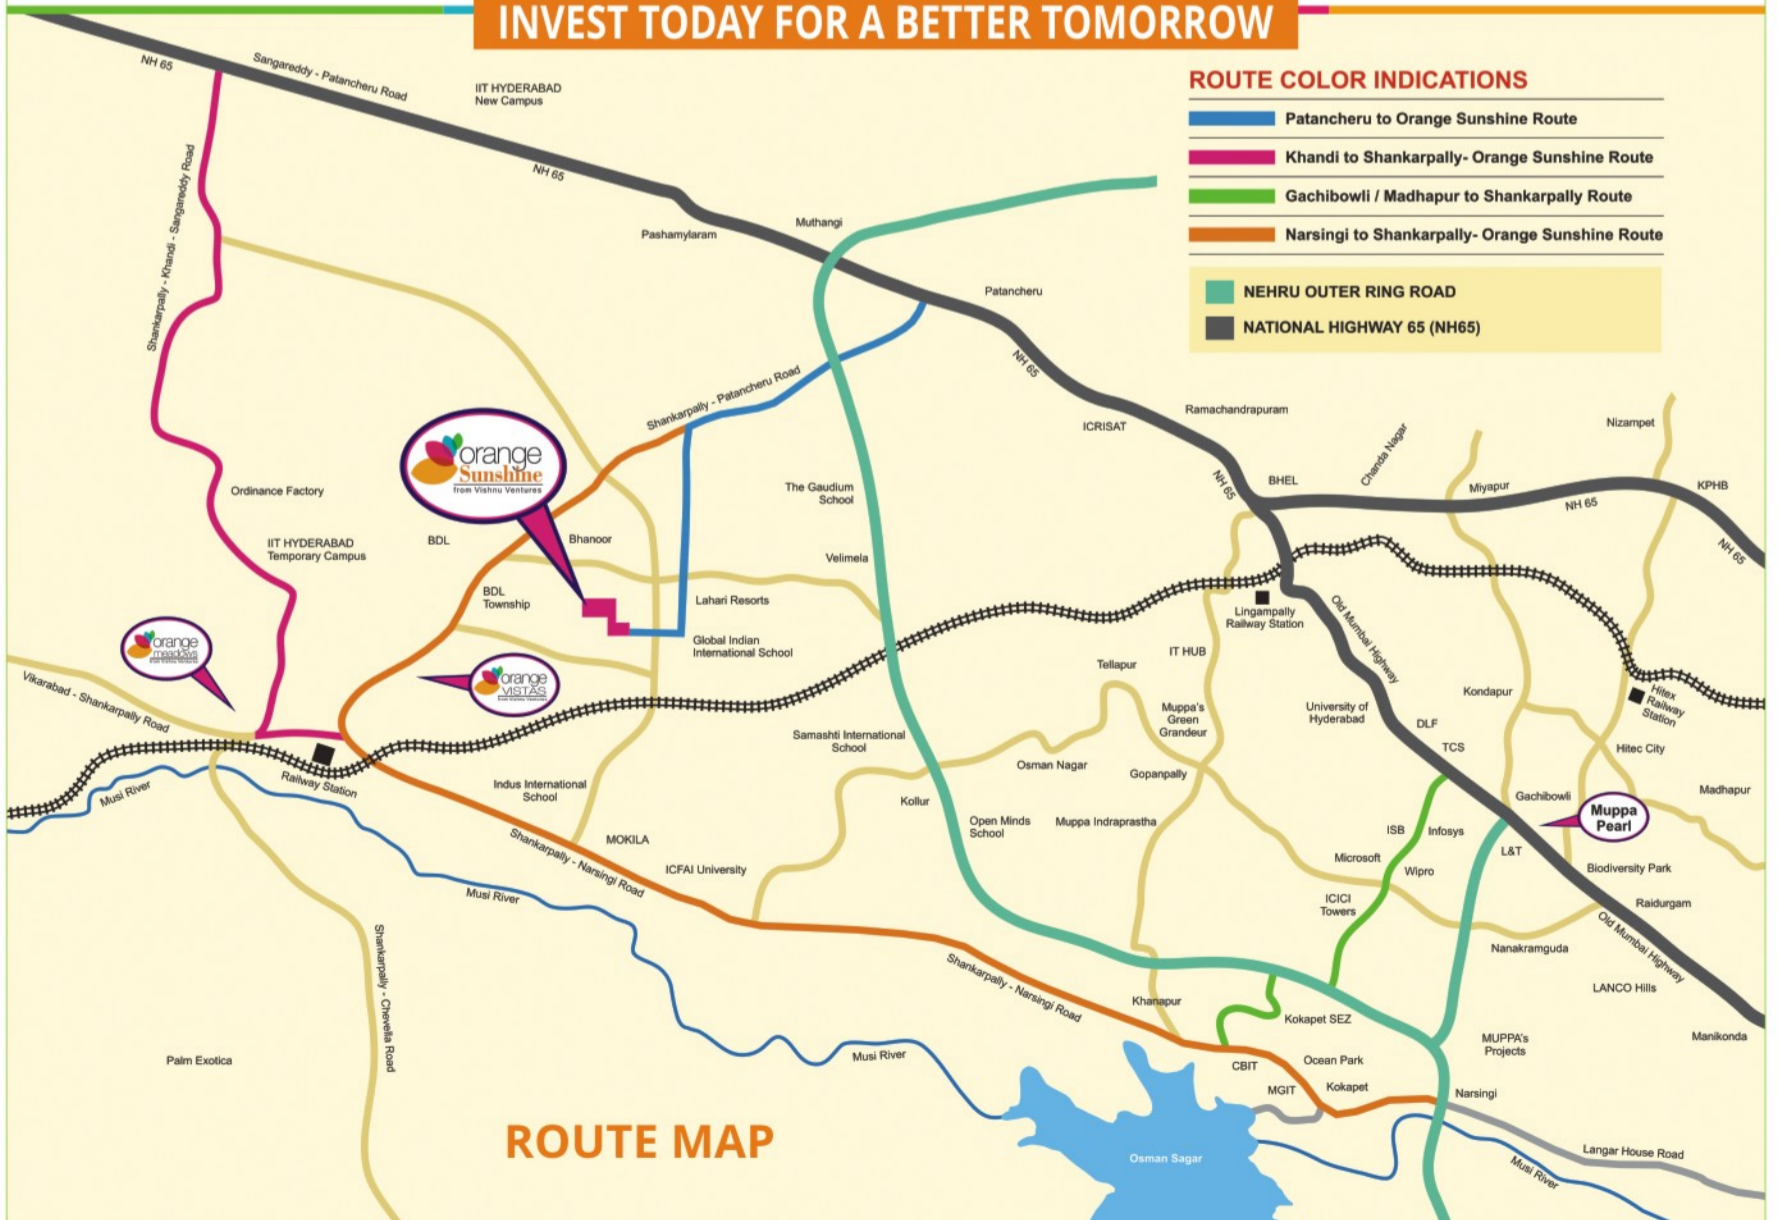 INVEST TODAY FOR A BETTER TOMORROW
ROUTE COLOR INDICATIONS
Patancheru to Orange Sunshine Route
Khandi to Shankarpally- Orange Sunshine Route
Gachibowli / Madhapur to Shankarpally Route
Narsingi to Shankarpally- Orange Sunshine Route
NEHRU OUTER RING ROAD
NATIONAL HIGHWAY 65 (NH65)
NH 65
Sangareddy - Patancheru Road
IIT HYDERABAD
New Campus
NH 65
Shankarpally - Khandi - Sangareddy Road
Pashamylaram
Muthangi
Patancheru
NH 65
Shankarpally - Patancheru Road
Ramachandrapuram
ICRISAT
Chanda Nagar
Nizampet
NH 65
BHEL
Miyapur
NH 65
KPHB
NH 65
orange
Sunshine
from Vishnu Ventures
The Gaudium
School
Ordinance Factory
IIT HYDERABAD
Temporary Campus
BDL
Bhanoor
Velimela
BDL
Township
Lahari Resorts
Global Indian
International School
Lingampally
Railway Station
Old Mumbai Highway
IT HUB
Tellapur
orange
meadows
from Vishnu Ventures
orange
VISTAS
from Vishnu Ventures
Vikarabad - Shankarpally Road
Muppa's
Green
Grandeur
University of
Hyderabad
Kondapur
Hitex
Railway
Station
DLF
TCS
Hitec City
Samashti International
School
Osman Nagar
Gopanpally
Railway Station
Musi River
Indus International
School
Kollur
Open Minds
School
Muppa Indraprastha
Gachibowli
Madhapur
Muppa
Pearl
ISB
Infosys
L&T
Microsoft
Wipro
Biodiversity Park
MOKILA
Shankarpally - Narsingi Road
ICFAI University
Musi River
ICICI
Towers
Raidurgam
Old Mumbai Highway
Nanakramguda
LANCO Hills
Shankarpally - Chevella Road
Shankarpally - Narsingi Road
Khanapur
Kokapet SEZ
MUPPA's
Projects
Manikonda
Palm Exotica
Musi River
CBIT
Ocean Park
MGIT
Kokapet
Narsingi
ROUTE MAP
Osman Sagar
Langar House Road
Musi River